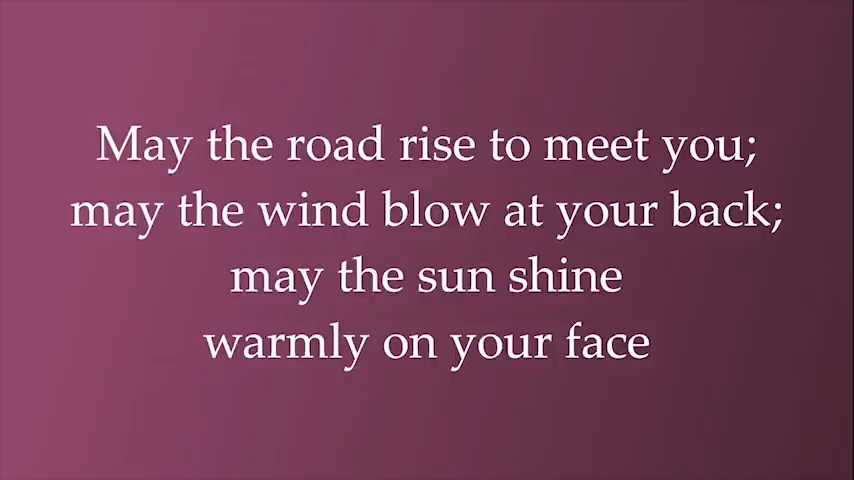 May the road rise to meet you;
may the wind blow at your back;
may the sun shine
warmly on your face